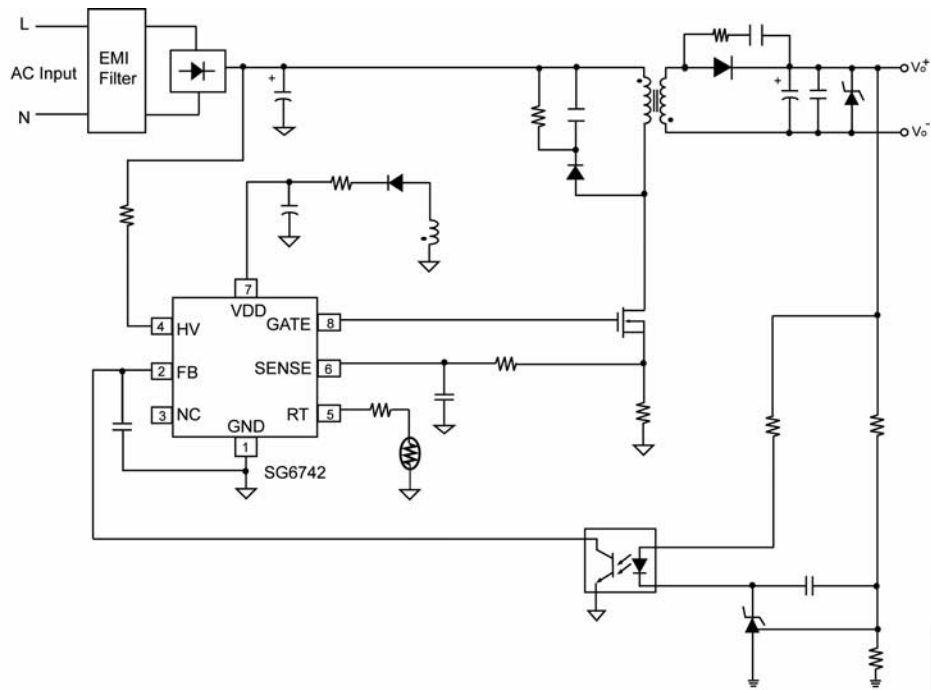 L
AC Input
N
EMI
Filter
+
+
Vo+
Vo-
7
VDD
4 HV
GATE 8
2 FB
SENSE 6
3 NC
RT 5
GND
1
SG6742